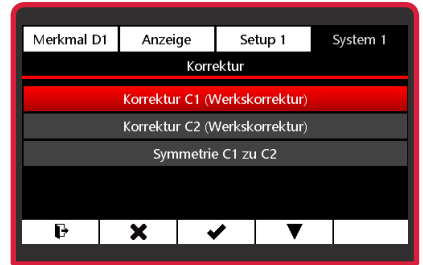 Merkmal D1 Anzeige Setup 1 System 1
Korrektur
Korrektur C1 (Werkskorrektur)
Korrektur C2 (Werkskorrektur)
Symmetrie C1 zu C2